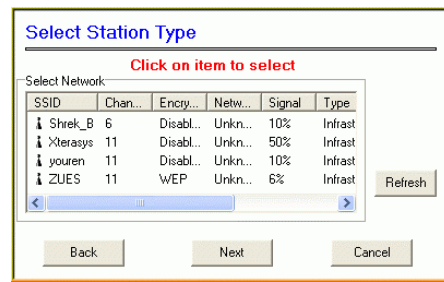 Select Station Type
Click on item to select
Select Network
SSID Chan... Encry... Netw... Signal Type
Shrek_B 6 Disabl... Unkn... 10% Infrast
Xterasys 11 Disabl... Unkn... 50% Infrast
youren 11 Disabl... Unkn... 10% Infrast
ZUES 11 WEP Unkn... 6% Infrast
Refresh
Back Next Cancel